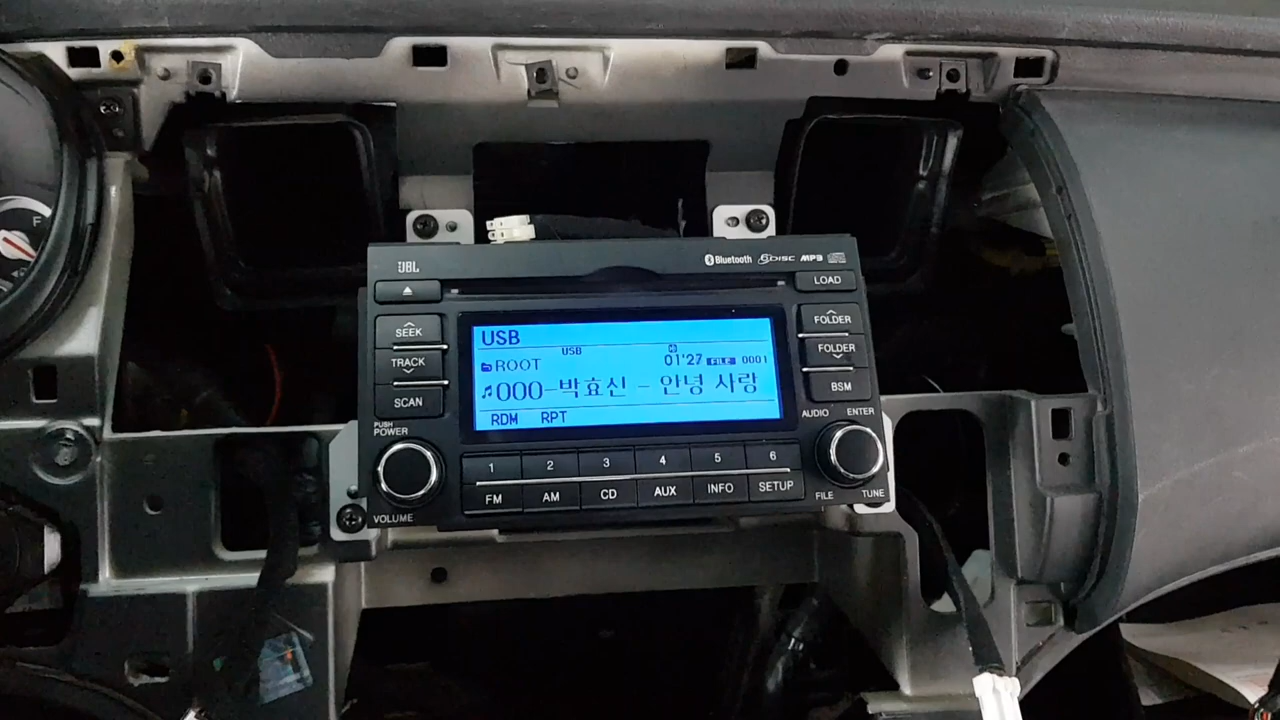 F
JBL
Bluetooth 6DISC MP3
LOAD
SEEK
TRACK
SCAN
PUSH
POWER
VOLUME
USB
USB
ROOT 01'27 FILE 0001
000-박효신 - 안녕 사랑
RDM RPT
FOLDER
FOLDER
BSM
AUDIO ENTER
FILE TUNE
1 2 3 4 5 6
FM AM CD AUX INFO SETUP